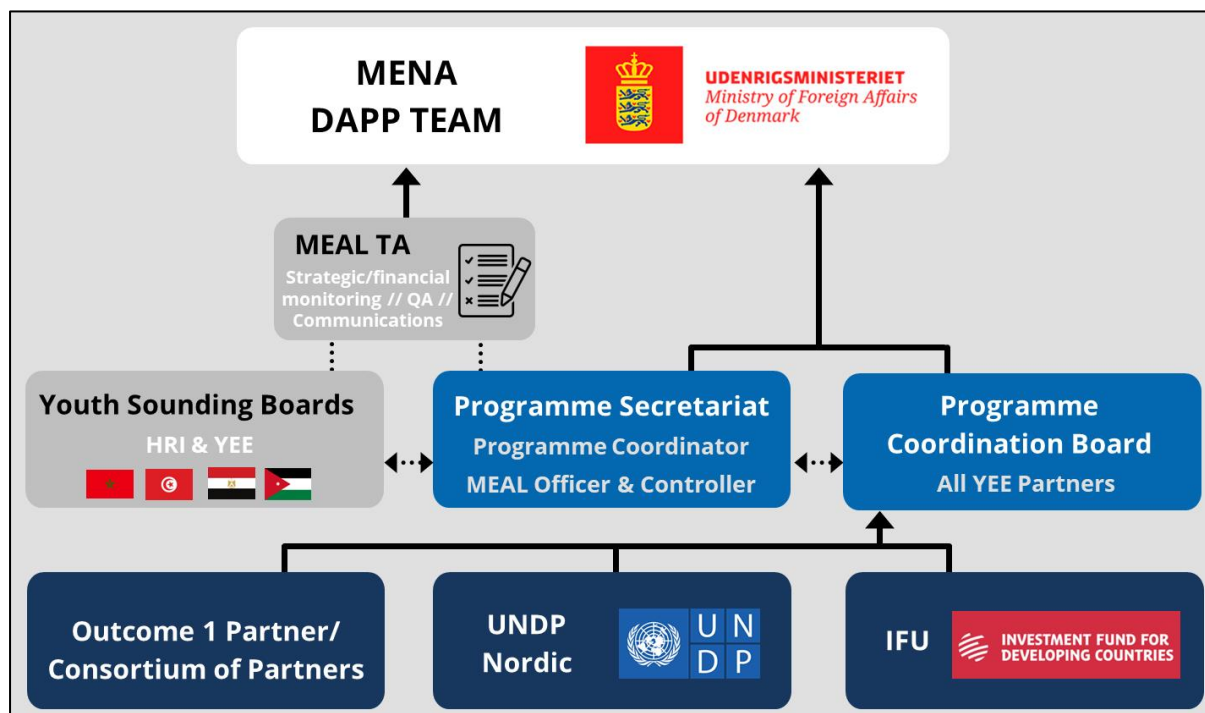 MENA
DAPP TEAM
UDENRIGSMINISTERIET
Ministry of Foreign Affairs
of Denmark
MEAL TA
Strategic/financial
monitoring // QA //
Communications
Youth Sounding Boards
HRI & YEE
Programme Secretariat
Programme Coordinator
MEAL Officer & Controller
Programme
Coordination Board
All YEE Partners
Outcome 1 Partner/
Consortium of Partners
UNDP
Nordic
U N
D P
IFU
INVESTMENT FUND FOR
DEVELOPING COUNTRIES